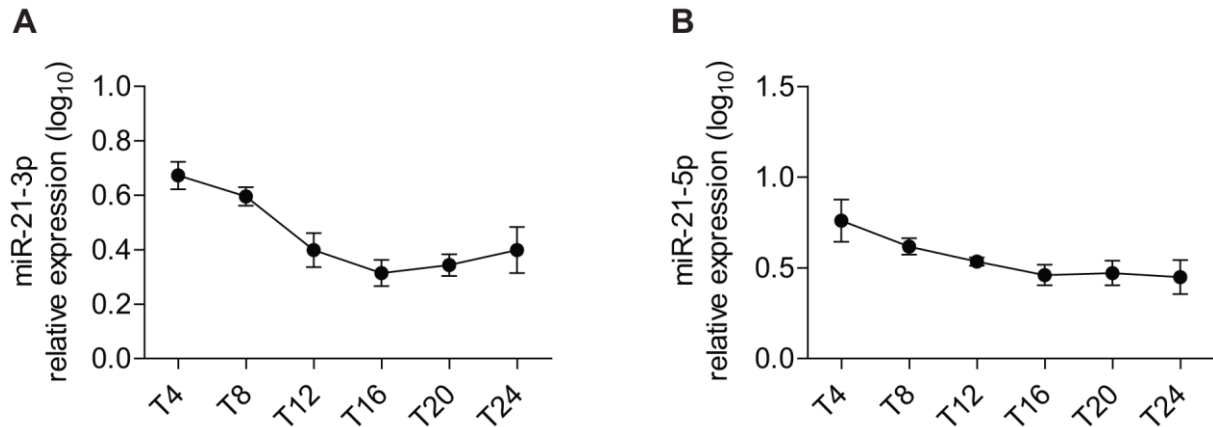 A
miR-21-3p
relative expression (log10)
1.0
0.8
0.6
0.4
0.2
0.0
T4
T8
T12
T16
T20
T24
B
miR-21-5p
relative expression (log10)
1.5
1.0
0.5
0.0
T4
T8
T12
T16
T20
T24